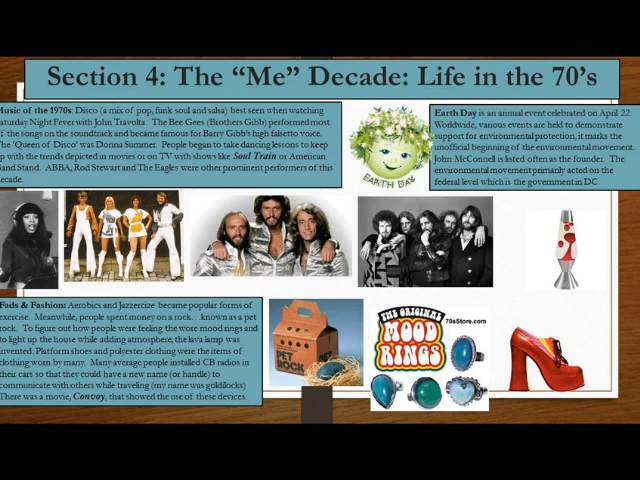 Section 4: The “Me” Decade: Life in the 70’s
Music of the 1970s: Disco (a mix of pop, funk soul and salsa) best seen when watching
Saturday Night Fever with John Travolta. The Bee Gees (Brothers Gibb) performed most
of the songs on the soundtrack and became famous for Barry Gibb's high falsetto voice.
The ‘Queen of Disco’ was Donna Summer. People began to take dancing lessons to keep
up with the trends depicted in movies or on TV with shows like Soul Train or American
Band Stand. ABBA, Rod Stewart and The Eagles were other prominent performers of this
decade.
EARTH DAY
Earth Day is an annual event celebrated on April 22.
Worldwide, various events are held to demonstrate
support for environmental protection, it marks the
unofficial beginning of the environmental movement.
John McConnell is listed often as the founder. The
environmental movement primarily acted on the
federal level which is the government in DC.
Fads & Fashion: Aerobics and Jazzercize became popular forms of
exercise. Meanwhile, people spent money on a rock…known as a pet
rock. To figure out how people were feeling the wore mood rings and
to light up the house while adding atmosphere, the lava lamp was
invented. Platform shoes and polyester clothing were the items of
clothing worn by many. Many average people installed CB radios in
their cars so that they could have a new name (or handle) to
communicate with others while traveling (my name was goldilocks)
There was a movie, Convoy, that showed the use of these devices.
PET
ROCK
THE ORIGINAL
70sStore.com
MOOD
RINGS